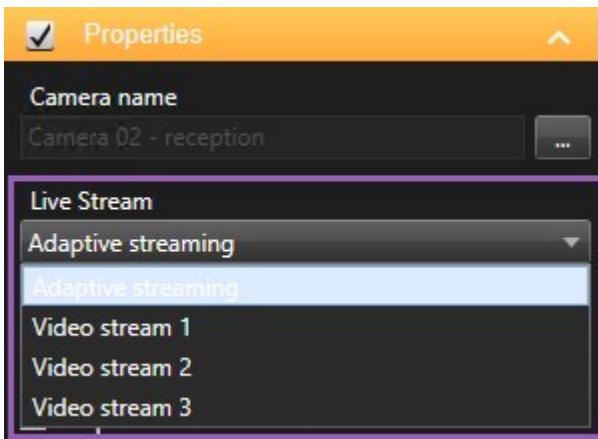 Properties
Camera name
Camera 02 - reception
...
Live Stream
Adaptive streaming
Adaptive streaming
Video stream 1
Video stream 2
Video stream 3